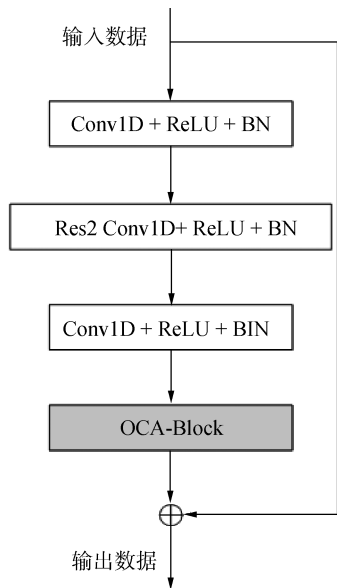 输入数据
Conv1D + ReLU + BN
Res2 Conv1D+ ReLU + BN
Conv1D + ReLU + BIN
OCA-Block
输出数据